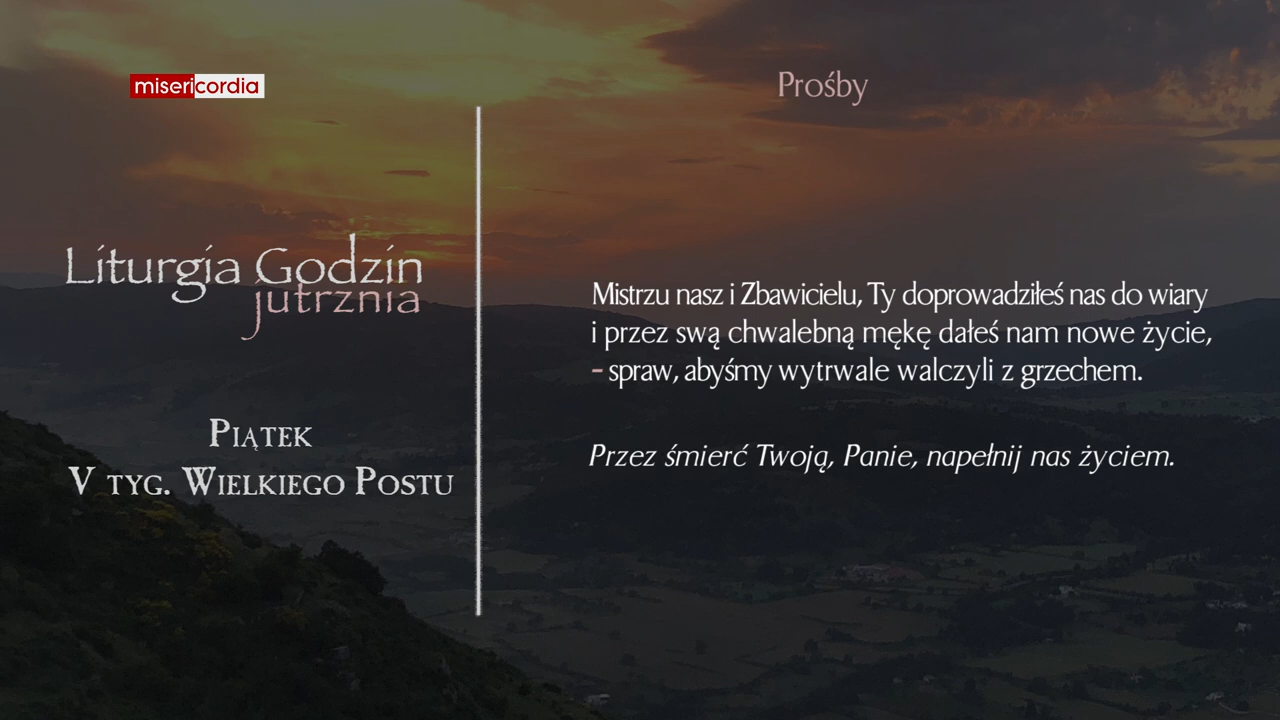 misericordia
Liturgia Godzin
jutrznia
Piątek
V tyg. Wielkiego Postu
Prośby
Mistrzu nasz i Zbawicielu, Ty doprowadziłeś nas do wiary
i przez swą chwalebną mękę dałeś nam nowe życie,
- spraw, abyśmy wytrwale walczyli z grzechem.
Przez śmierć Twoją, Panie, napełnij nas życiem.